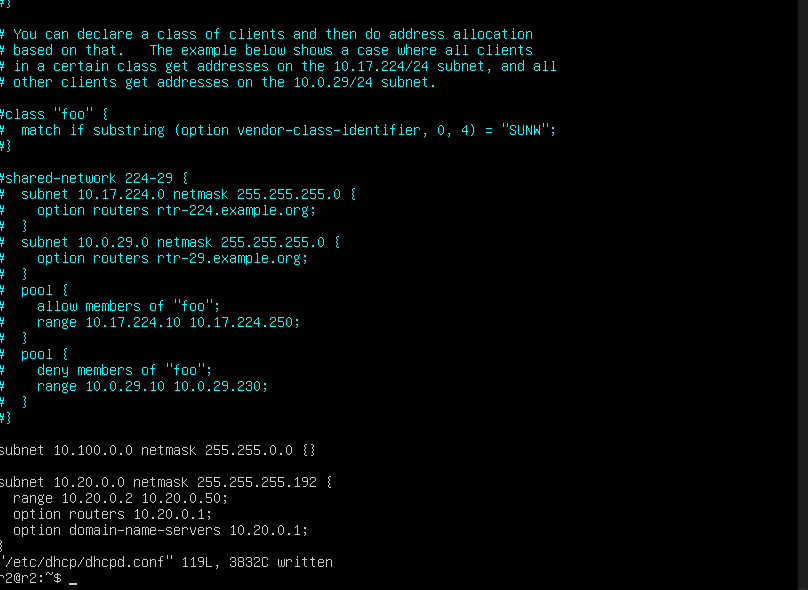 #}
# You can declare a class of clients and then do address allocation
# based on that.   The example below shows a case where all clients
# in a certain class get addresses on the 10.17.224/24 subnet, and all
# other clients get addresses on the 10.0.29/24 subnet.
#class "foo" {
#  match if substring (option vendor-class-identifier, 0, 4) = "SUNW";
#}
#shared-network 224-29 {
#  subnet 10.17.224.0 netmask 255.255.255.0 {
#    option routers rtr-224.example.org;
#  }
#  subnet 10.0.29.0 netmask 255.255.255.0 {
#    option routers rtr-29.example.org;
#  }
#  pool {
#    allow members of "foo";
#    range 10.17.224.10 10.17.224.250;
#  }
#  pool {
#    deny members of "foo";
#    range 10.0.29.10 10.0.29.230;
#  }
#}
subnet 10.100.0.0 netmask 255.255.0.0 {}
subnet 10.20.0.0 netmask 255.255.255.192 {
  range 10.20.0.2 10.20.0.50;
  option routers 10.20.0.1;
  option domain-name-servers 10.20.0.1;
}
"/etc/dhcp/dhcpd.conf" 119L, 3832C written
r2@r2:~$ _